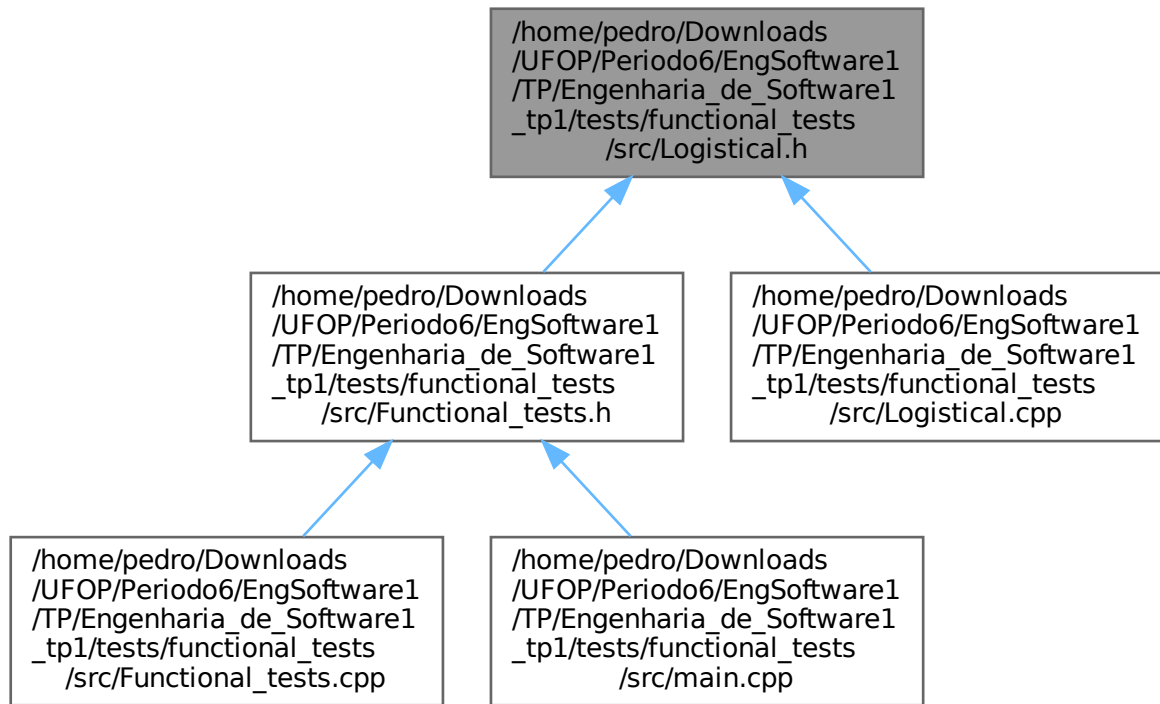 /home/pedro/Downloads
/UFOP/Periodo6/EngSoftware1
/TP/Engenharia_de_Software1
_tp1/tests/functional_tests
/src/Logistical.h
/home/pedro/Downloads
/UFOP/Periodo6/EngSoftware1
/TP/Engenharia_de_Software1
_tp1/tests/functional_tests
/src/Functional_tests.h
/home/pedro/Downloads
/UFOP/Periodo6/EngSoftware1
/TP/Engenharia_de_Software1
_tp1/tests/functional_tests
/src/Logistical.cpp
/home/pedro/Downloads
/UFOP/Periodo6/EngSoftware1
/TP/Engenharia_de_Software1
_tp1/tests/functional_tests
/src/Functional_tests.cpp
/home/pedro/Downloads
/UFOP/Periodo6/EngSoftware1
/TP/Engenharia_de_Software1
_tp1/tests/functional_tests
/src/main.cpp